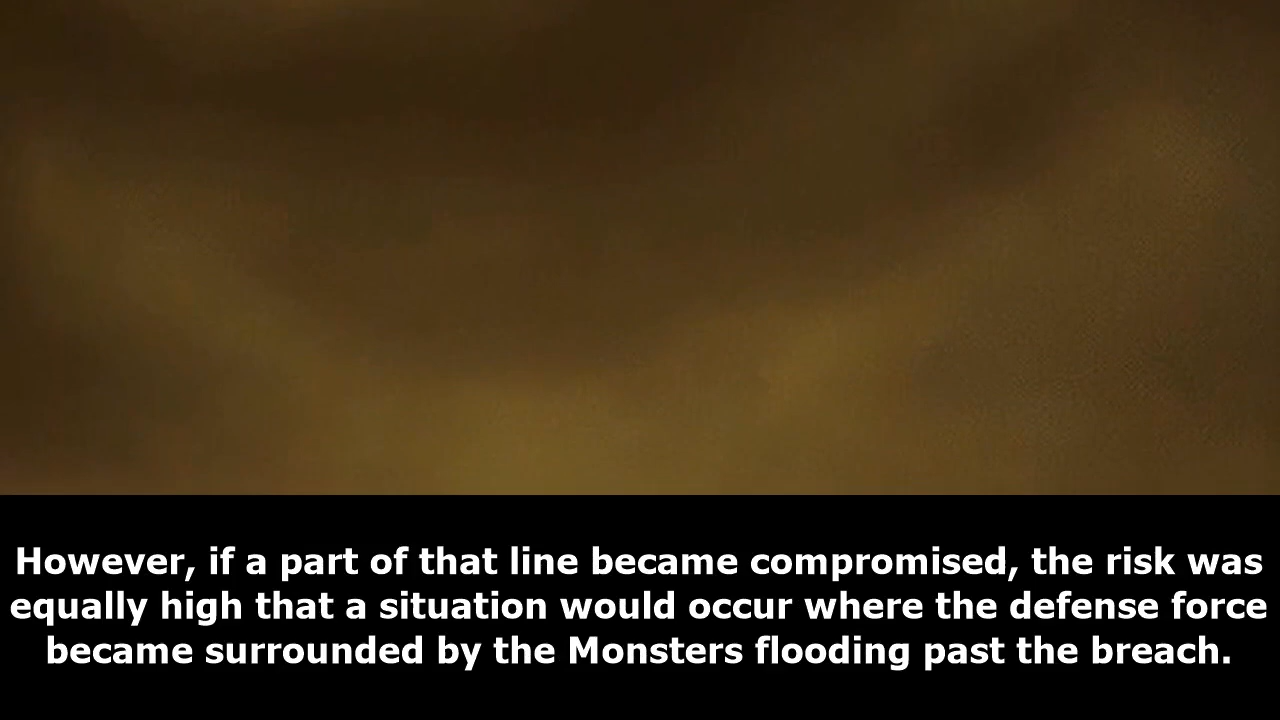 However, if a part of that line became compromised, the risk was
equally high that a situation would occur where the defense force
became surrounded by the Monsters flooding past the breach.